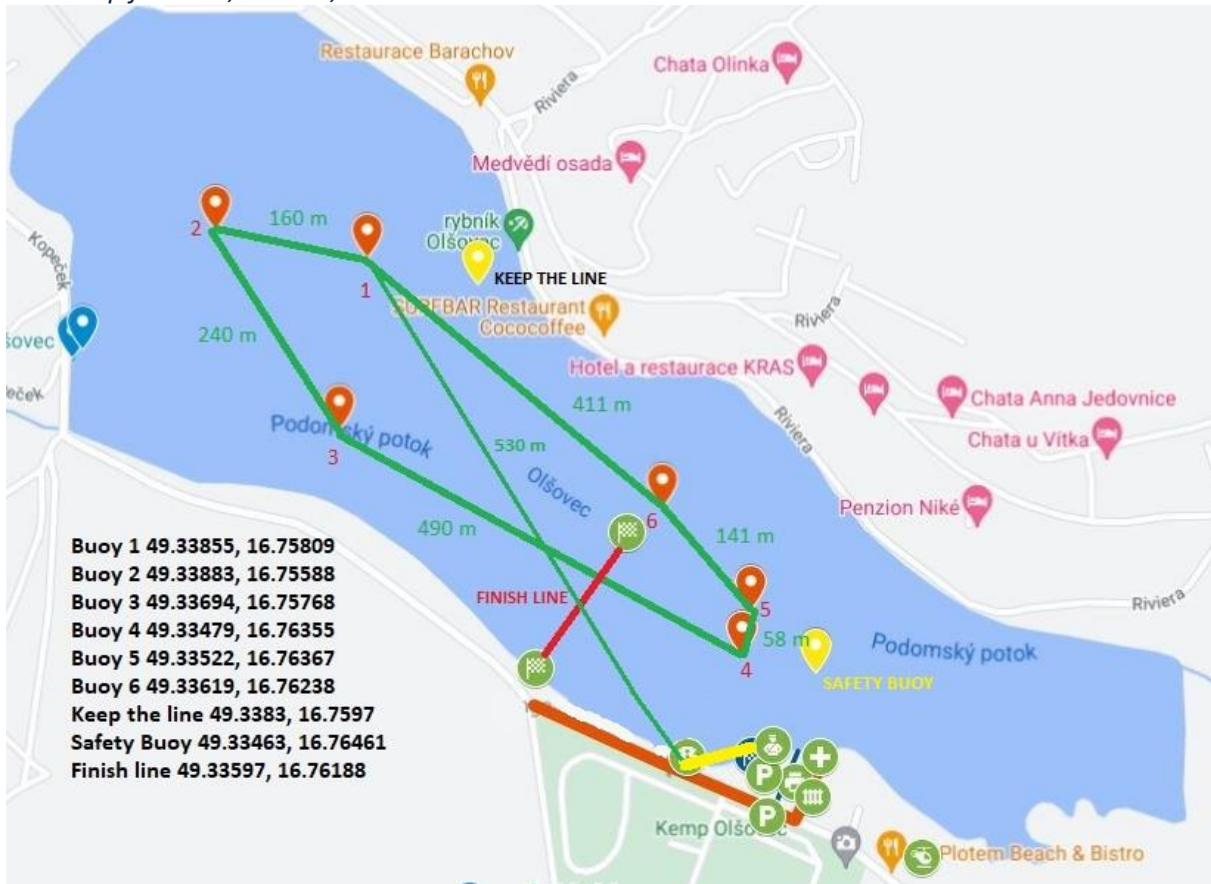 Restaurace Barachov
Riviera
Chata Olinka
Medvědí osada
rybník
Olšovec
KEEP THE LINE
SURFBAR Restaurant
Cococoffee
Riviera
Hotel a restaurace KRAS
Chata Anna Jedovnice
Chata u Vítka
Riviera
Penzion Niké
Riviera
Kopeček
2
160 m
1
240 m
3
Podomský potok
530 m
411 m
Olšovec
6
490 m
141 m
5
58 m
4
Podomský potok
SAFETY BUOY
FINISH LINE
Buoy 1 49.33855, 16.75809
Buoy 2 49.33883, 16.75588
Buoy 3 49.33694, 16.75768
Buoy 4 49.33479, 16.76355
Buoy 5 49.33522, 16.76367
Buoy 6 49.33619, 16.76238
Keep the line 49.3383, 16.7597
Safety Buoy 49.33463, 16.76461
Finish line 49.33597, 16.76188
P
P
Kemp Olšovec
Plotem Beach & Bistro